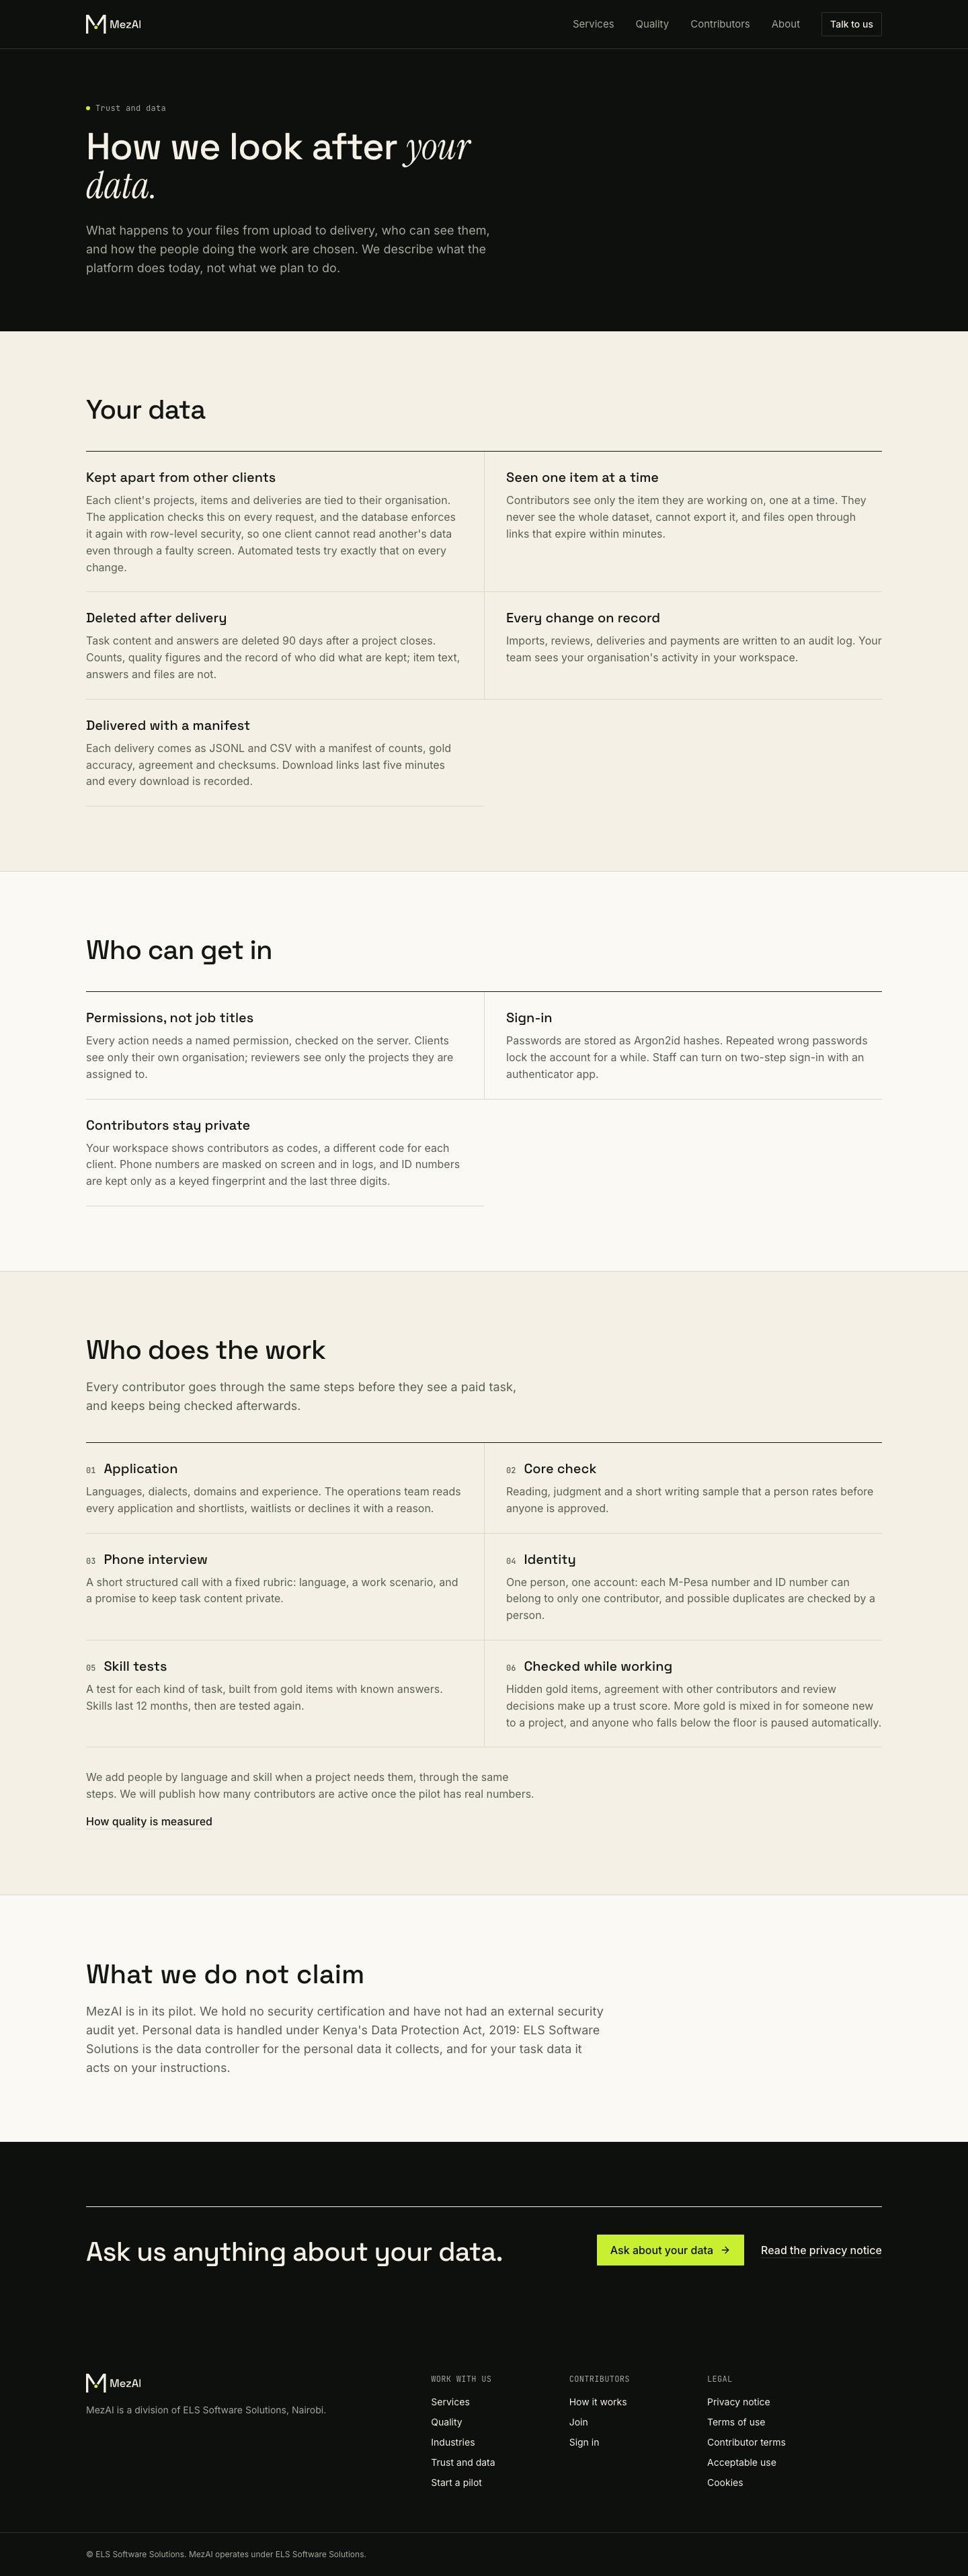 MezAI
Services Quality Contributors About Talk to us
Trust and data
How we look after your
data.
What happens to your files from upload to delivery, who can see them,
and how the people doing the work are chosen. We describe what the
platform does today, not what we plan to do.
Your data
Kept apart from other clients
Each client's projects, items and deliveries are tied to their organisation.
The application checks this on every request, and the database enforces
it again with row-level security, so one client cannot read another's data
even through a faulty screen. Automated tests try exactly that on every
change.
Seen one item at a time
Contributors see only the item they are working on, one at a time. They
never see the whole dataset, cannot export it, and files open through
links that expire within minutes.
Deleted after delivery
Task content and answers are deleted 90 days after a project closes.
Counts, quality figures and the record of who did what are kept; item text,
answers and files are not.
Every change on record
Imports, reviews, deliveries and payments are written to an audit log. Your
team sees your organisation's activity in your workspace.
Delivered with a manifest
Each delivery comes as JSONL and CSV with a manifest of counts, gold
accuracy, agreement and checksums. Download links last five minutes
and every download is recorded.
Who can get in
Permissions, not job titles
Every action needs a named permission, checked on the server. Clients
see only their own organisation; reviewers see only the projects they are
assigned to.
Sign-in
Passwords are stored as Argon2id hashes. Repeated wrong passwords
lock the account for a while. Staff can turn on two-step sign-in with an
authenticator app.
Contributors stay private
Your workspace shows contributors as codes, a different code for each
client. Phone numbers are masked on screen and in logs, and ID numbers
are kept only as a keyed fingerprint and the last three digits.
Who does the work
Every contributor goes through the same steps before they see a paid task,
and keeps being checked afterwards.
01 Application
Languages, dialects, domains and experience. The operations team reads
every application and shortlists, waitlists or declines it with a reason.
02 Core check
Reading, judgment and a short writing sample that a person rates before
anyone is approved.
03 Phone interview
A short structured call with a fixed rubric: language, a work scenario, and
a promise to keep task content private.
04 Identity
One person, one account: each M-Pesa number and ID number can
belong to only one contributor, and possible duplicates are checked by a
person.
05 Skill tests
A test for each kind of task, built from gold items with known answers.
Skills last 12 months, then are tested again.
06 Checked while working
Hidden gold items, agreement with other contributors and review
decisions make up a trust score. More gold is mixed in for someone new
to a project, and anyone who falls below the floor is paused automatically.
We add people by language and skill when a project needs them, through the same
steps. We will publish how many contributors are active once the pilot has real numbers.
How quality is measured
What we do not claim
MezAI is in its pilot. We hold no security certification and have not had an external security
audit yet. Personal data is handled under Kenya's Data Protection Act, 2019: ELS Software
Solutions is the data controller for the personal data it collects, and for your task data it
acts on your instructions.
Ask us anything about your data.
Ask about your data →
Read the privacy notice
MezAI
MezAI is a division of ELS Software Solutions, Nairobi.
WORK WITH US
Services
Quality
Industries
Trust and data
Start a pilot
CONTRIBUTORS
How it works
Join
Sign in
LEGAL
Privacy notice
Terms of use
Contributor terms
Acceptable use
Cookies
© ELS Software Solutions. MezAI operates under ELS Software Solutions.